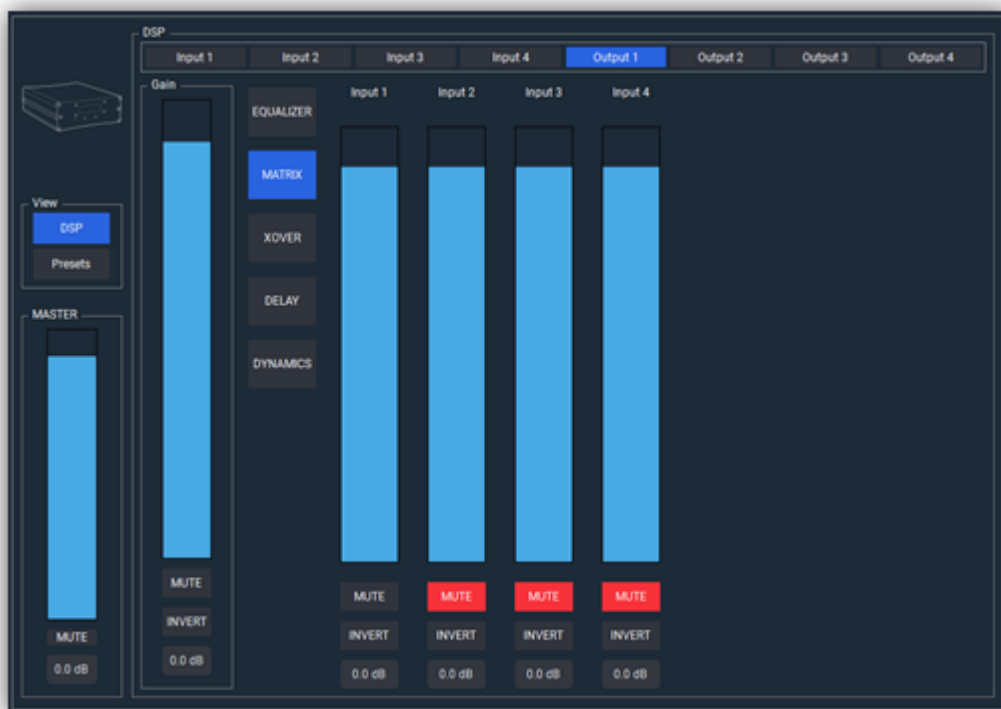 DSP
Input 1 Input 2 Input 3 Input 4 Output 1 Output 2 Output 3 Output 4
Gain
Input 1 Input 2 Input 3 Input 4
EQUALIZER
MATRIX
XOVER
DELAY
DYNAMICS
View
DSP
Presets
MASTER
MUTE
0.0 dB
MUTE
INVERT
0.0 dB
MUTE MUTE MUTE MUTE
INVERT INVERT INVERT INVERT
0.0 dB 0.0 dB 0.0 dB 0.0 dB